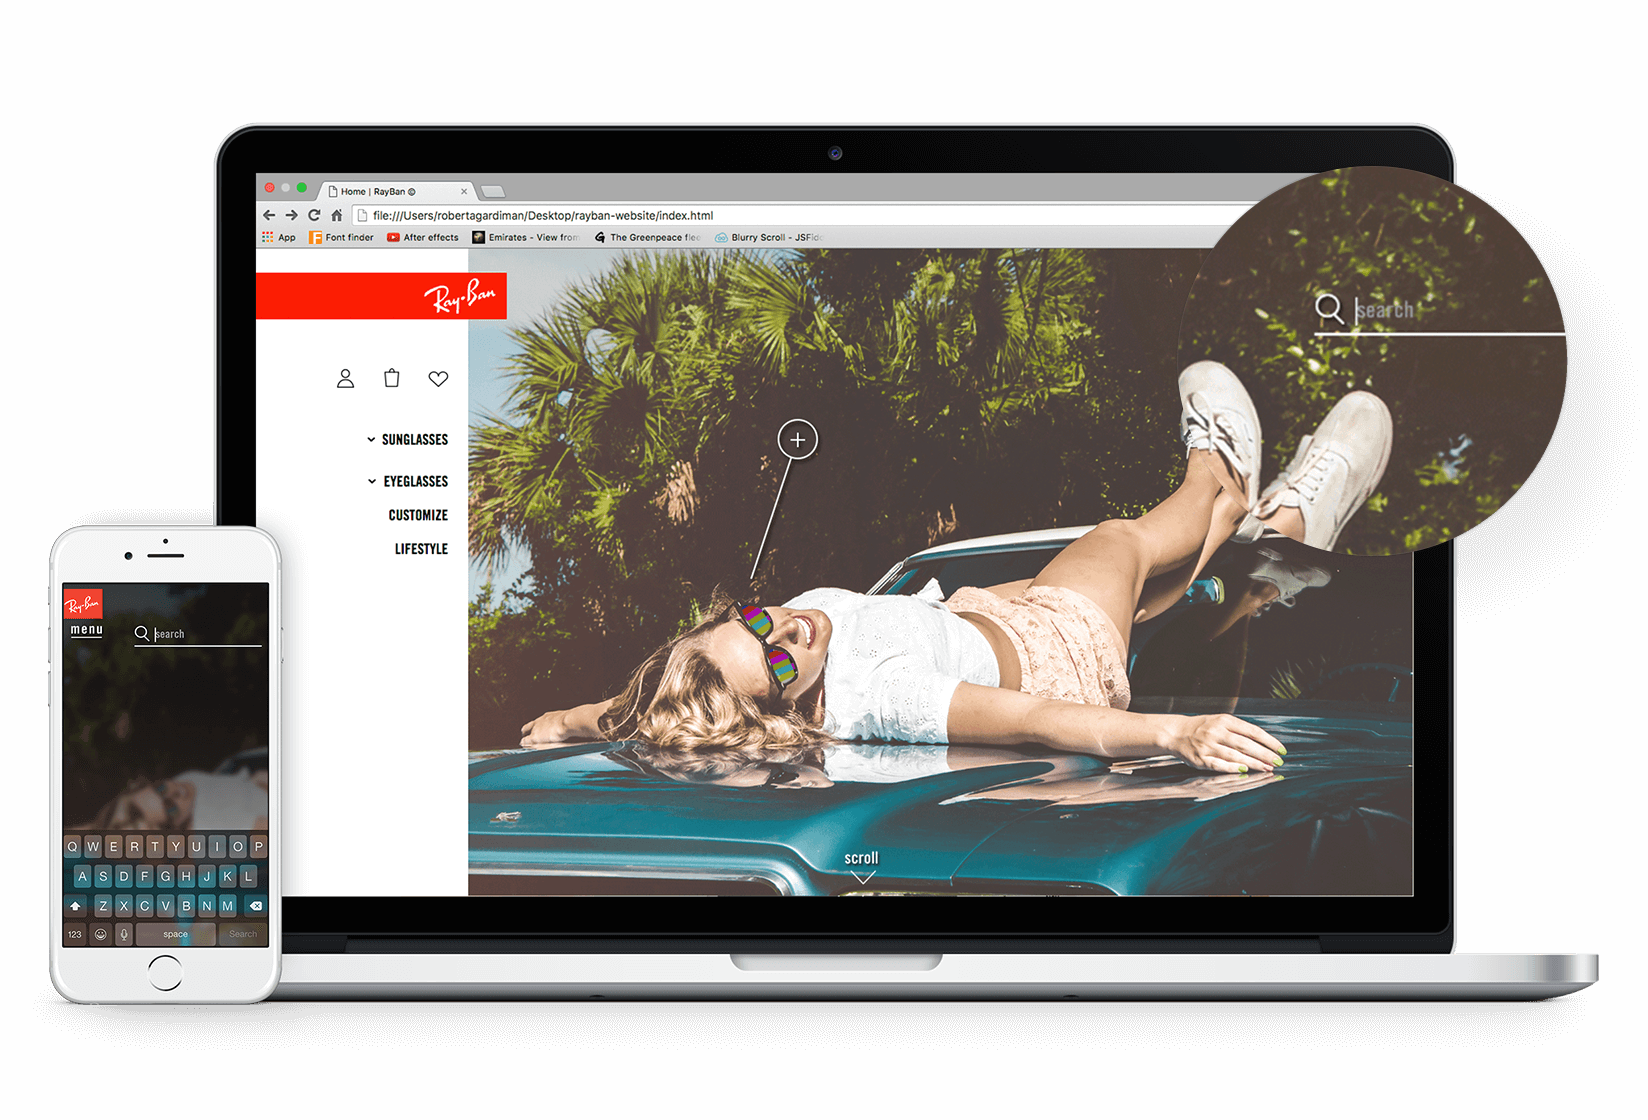 Home | RayBan ©
file:///Users/robertagardiman/Desktop/rayban-website/index.html
App Font finder After effects Emirates - View from The Greenpeace flee Blurry Scroll - JSFid
Ray-Ban
search
SUNGLASSES
EYEGLASSES
CUSTOMIZE
LIFESTYLE
scroll
Ray-Ban
menu
search
Q W E R T Y U I O P
A S D F G H J K L
Z X C V B N M
123 space Search